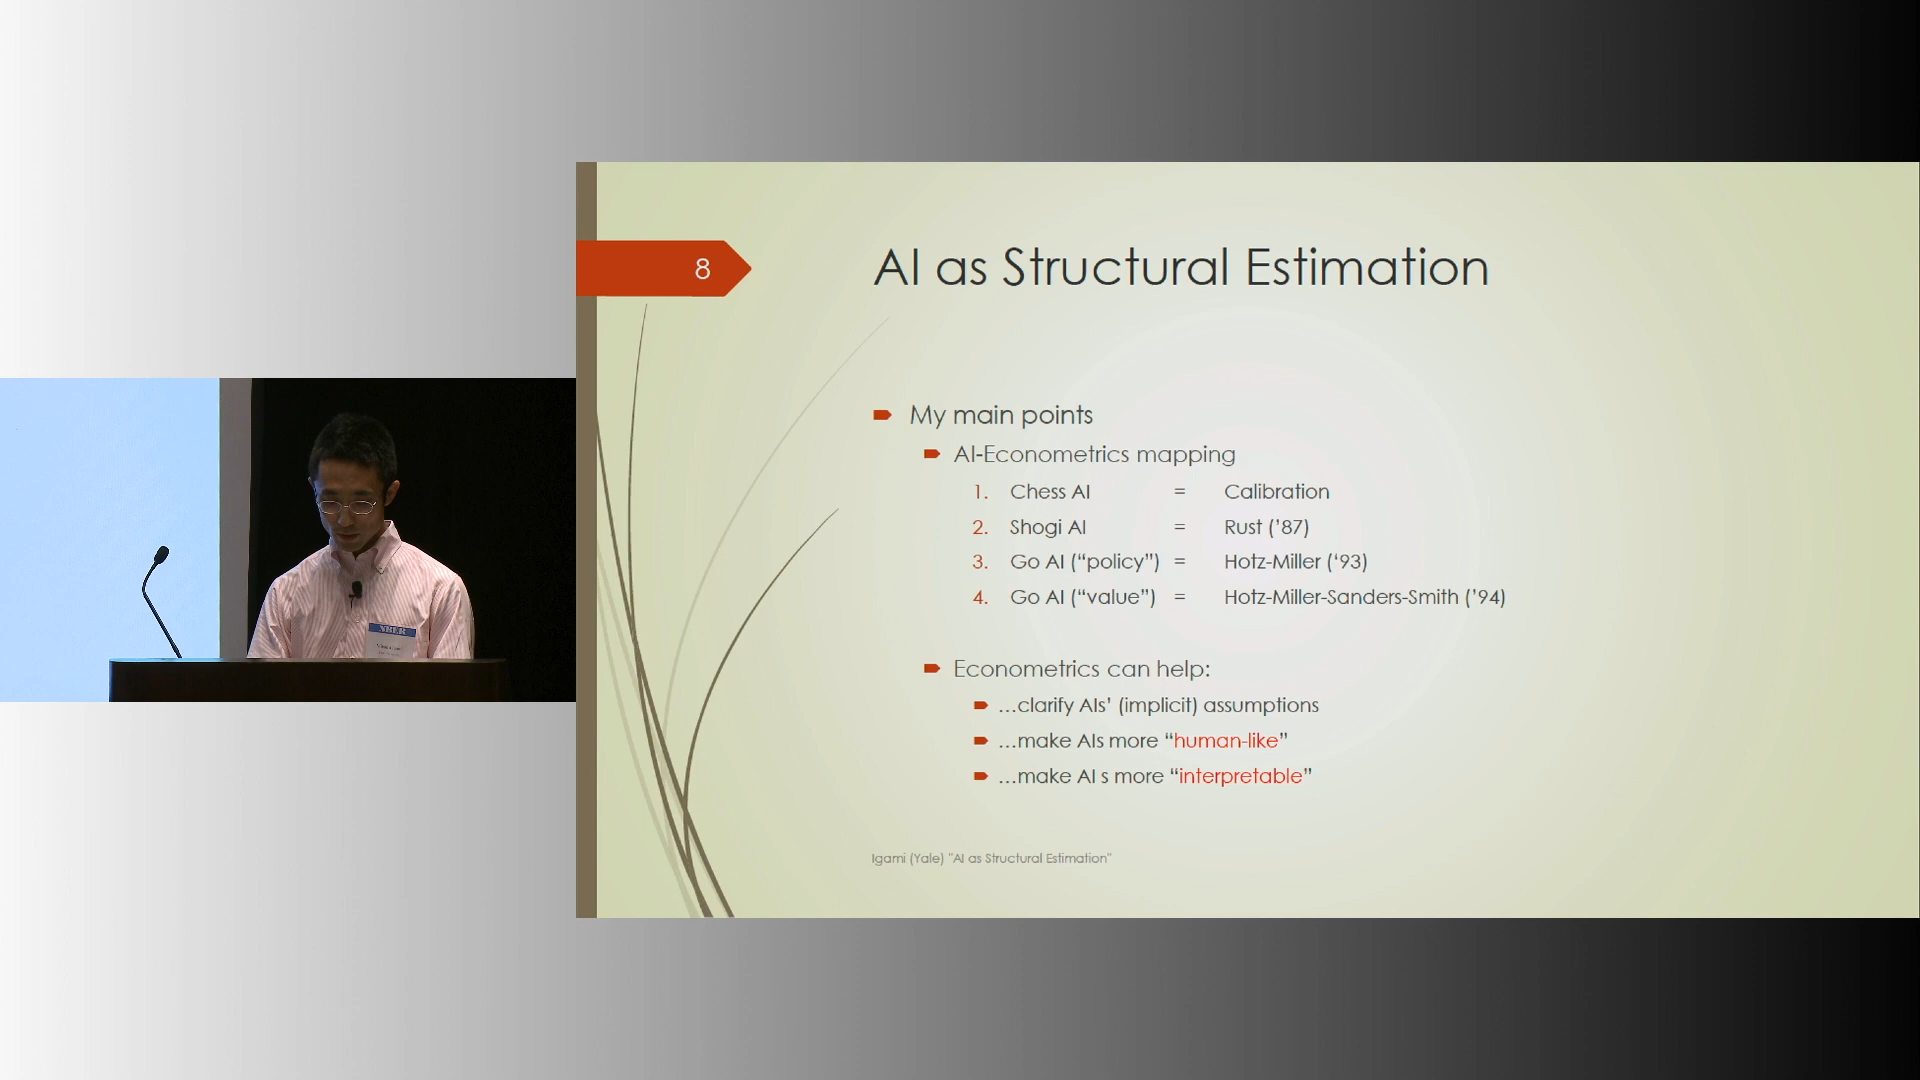 8
AI as Structural Estimation
My main points
AI-Econometrics mapping
1. Chess AI = Calibration
2. Shogi AI = Rust (’87)
3. Go AI (“policy”) = Hotz-Miller (‘93)
4. Go AI (“value”) = Hotz-Miller-Sanders-Smith (’94)
Econometrics can help:
…clarify AIs’ (implicit) assumptions
…make AIs more “human-like”
…make AI s more “interpretable”
Igami (Yale) "AI as Structural Estimation"
NBER